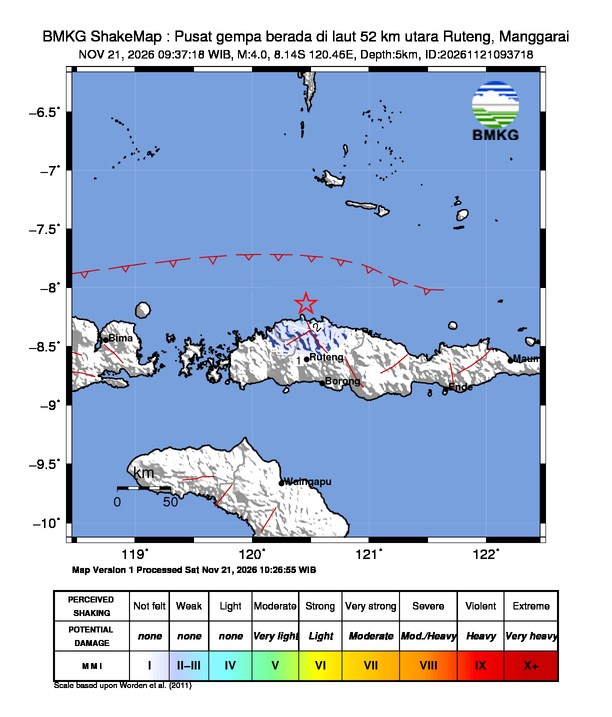 BMKG ShakeMap : Pusat gempa berada di laut 52 km utara Ruteng, Manggarai
NOV 21, 2026 09:37:18 WIB, M:4.0, 8.14S 120.46E, Depth:5km, ID:20261121093718
BMKG
−6.5°
−7°
−7.5°
−8°
−8.5°
−9°
−9.5°
−10°
2
Bima
Ruteng
Maum
Borong
Ende
Waingapu
km
0 50
119° 120° 121° 122°
Map Version 1 Processed Sat Nov 21, 2026 10:26:55 WIB
PERCEIVED SHAKING Not felt Weak Light Moderate Strong Very strong Severe Violent Extreme
POTENTIAL DAMAGE none none none Very light Light Moderate Mod./Heavy Heavy Very heavy
MMI I II–III IV V VI VII VIII IX X+
Scale based upon Worden et al. (2011)